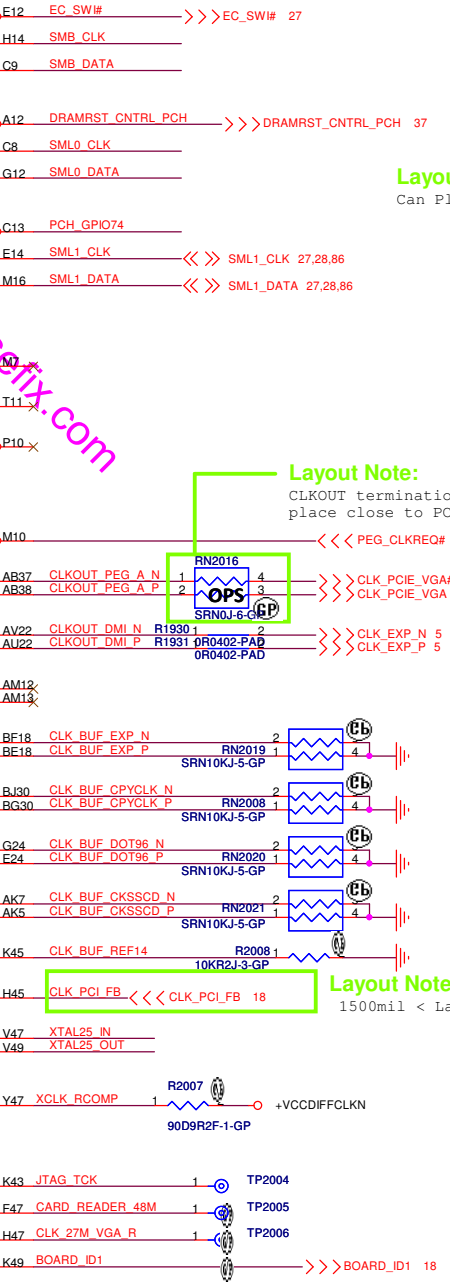 E12 EC_SWI# EC_SWI# 27
H14 SMB_CLK
C9 SMB_DATA
A12 DRAMRST_CNTRL_PCH DRAMRST_CNTRL_PCH 37
C8 SML0_CLK
G12 SML0_DATA
Can Pl
C13 PCH_GPIO74
E14 SML1_CLK SML1_CLK 27,28,86
M16 SML1_DATA SML1_DATA 27,28,86
M7
T11
P10
.com
Layout Note:
CLKOUT terminatio
place close to PC
M10 PEG_CLKREQ#
RN2016
AB37 CLKOUT_PEG_A_N 1 4 CLK_PCIE_VGA#
AB38 CLKOUT_PEG_A_P 2 3 CLK_PCIE_VGA
OPS
SRN0J-6-GP
AV22 CLKOUT_DMI_N R1930 1 2 CLK_EXP_N 5
AU22 CLKOUT_DMI_P R1931 1 0R0402-PAD 2 CLK_EXP_P 5
0R0402-PAD
AM12
AM13
BF18 CLK_BUF_EXP_N 2
BE18 CLK_BUF_EXP_P RN2019 1 4
SRN10KJ-5-GP
BJ30 CLK_BUF_CPYCLK_N 2
BG30 CLK_BUF_CPYCLK_P RN2008 1 4
SRN10KJ-5-GP
G24 CLK_BUF_DOT96_N 2
E24 CLK_BUF_DOT96_P RN2020 1 4
SRN10KJ-5-GP
AK7 CLK_BUF_CKSSCD_N 2
AK5 CLK_BUF_CKSSCD_P RN2021 1 4
SRN10KJ-5-GP
K45 CLK_BUF_REF14 R2008 1
10KR2J-3-GP
Layout Note
H45 CLK_PCI_FB CLK_PCI_FB 18
1500mil < La
V47 XTAL25_IN
V49 XTAL25_OUT
R2007
Y47 XCLK_RCOMP 1 +VCCDIFFCLKN
90D9R2F-1-GP
K43 JTAG_TCK 1 TP2004
F47 CARD_READER_48M 1 TP2005
H47 CLK_27M_VGA_R 1 TP2006
K49 BOARD_ID1 BOARD_ID1 18